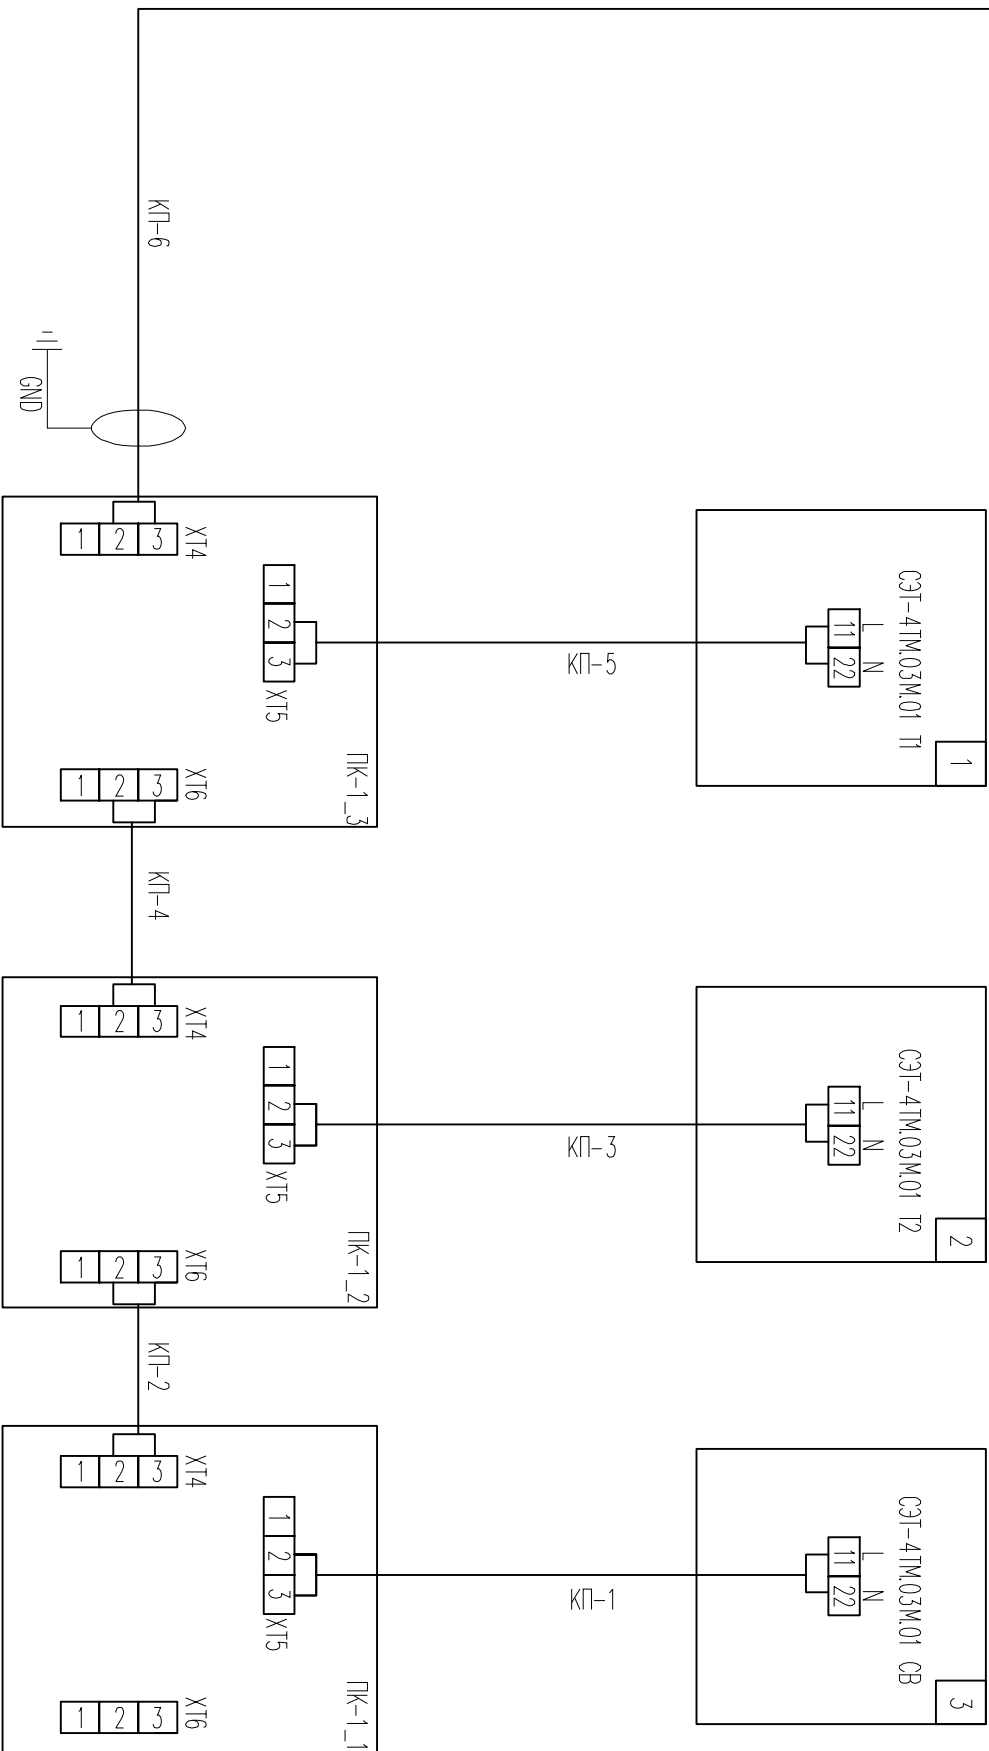 1
СЭТ-4ТМ.03М.01 Т1
L N
11 22
КП-5
ПК-1_3
1 2 3
XT5
XT4
3
2
1
XT6
3
2
1
КП-6
GND
КП-4
2
СЭТ-4ТМ.03М.01 Т2
L N
11 22
КП-3
ПК-1_2
1 2 3
XT5
XT4
3
2
1
XT6
3
2
1
КП-2
3
СЭТ-4ТМ.03М.01 СВ
L N
11 22
КП-1
ПК-1_1
1 2 3
XT5
XT4
3
2
1
XT6
3
2
1